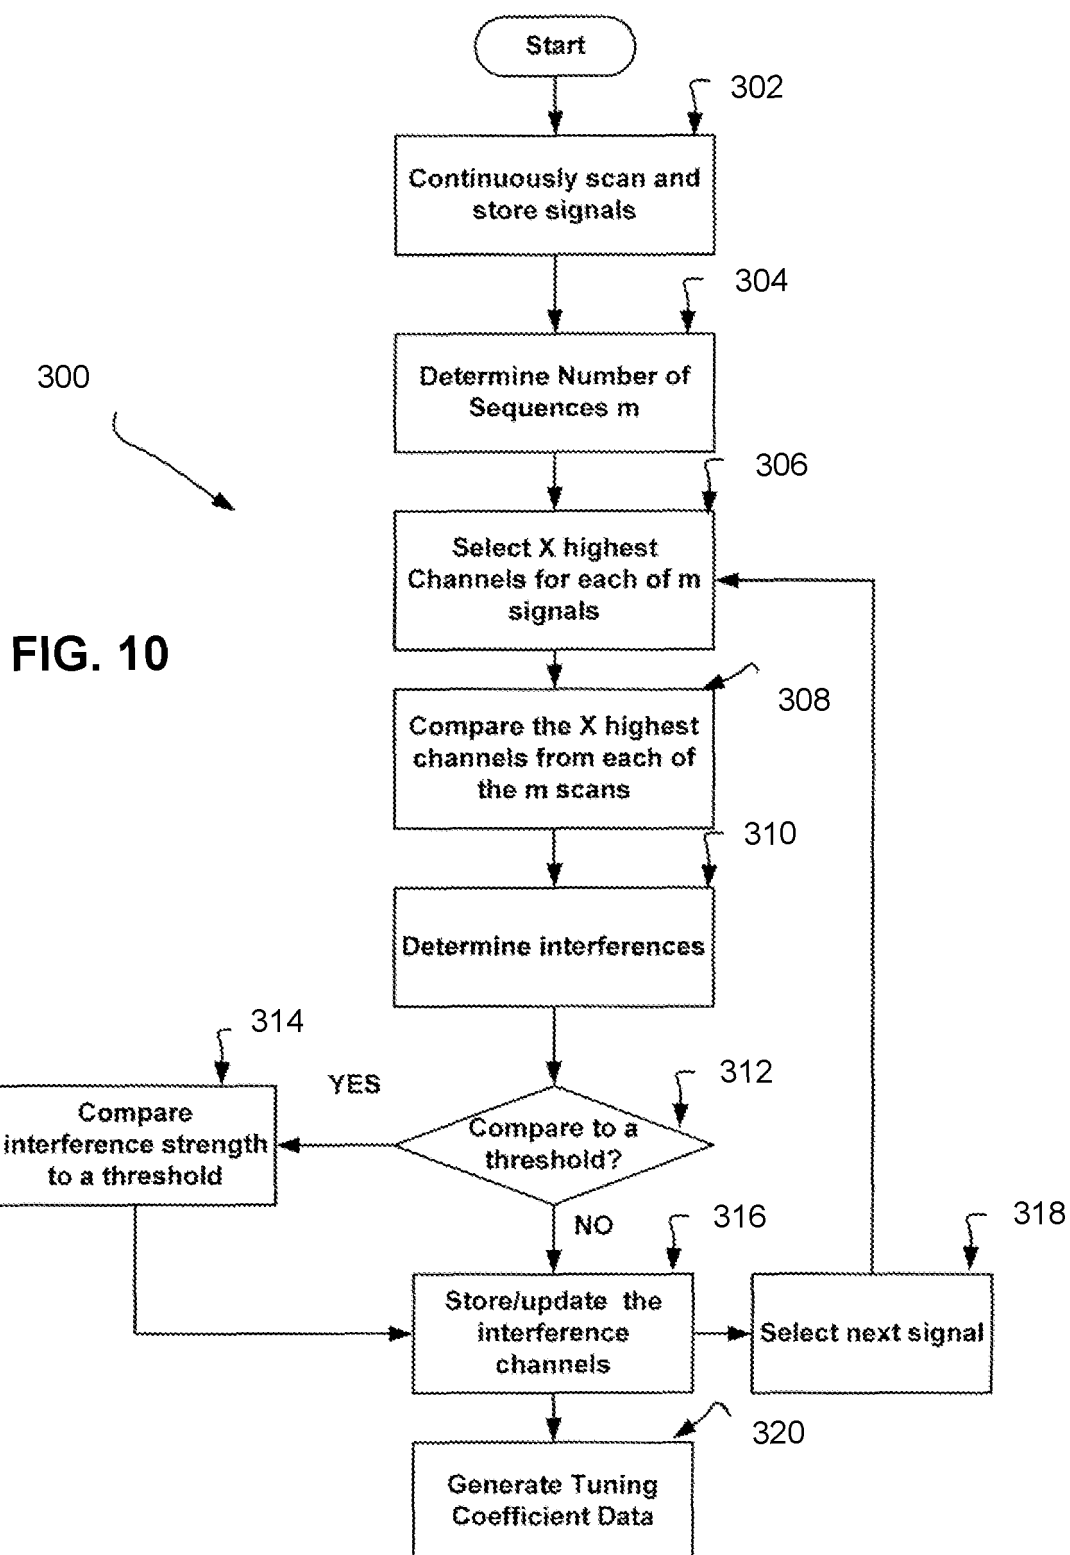 Start
302
Continuously scan and
store signals
304
Determine Number of
Sequences m
300
306
Select X highest
Channels for each of m
signals
FIG. 10
308
Compare the X highest
channels from each of
the m scans
310
Determine interferences
314
YES
312
Compare
interference strength
to a threshold
Compare to a
threshold?
NO
316
318
Store/update the
interference
channels
Select next signal
320
Generate Tuning
Coefficient Data